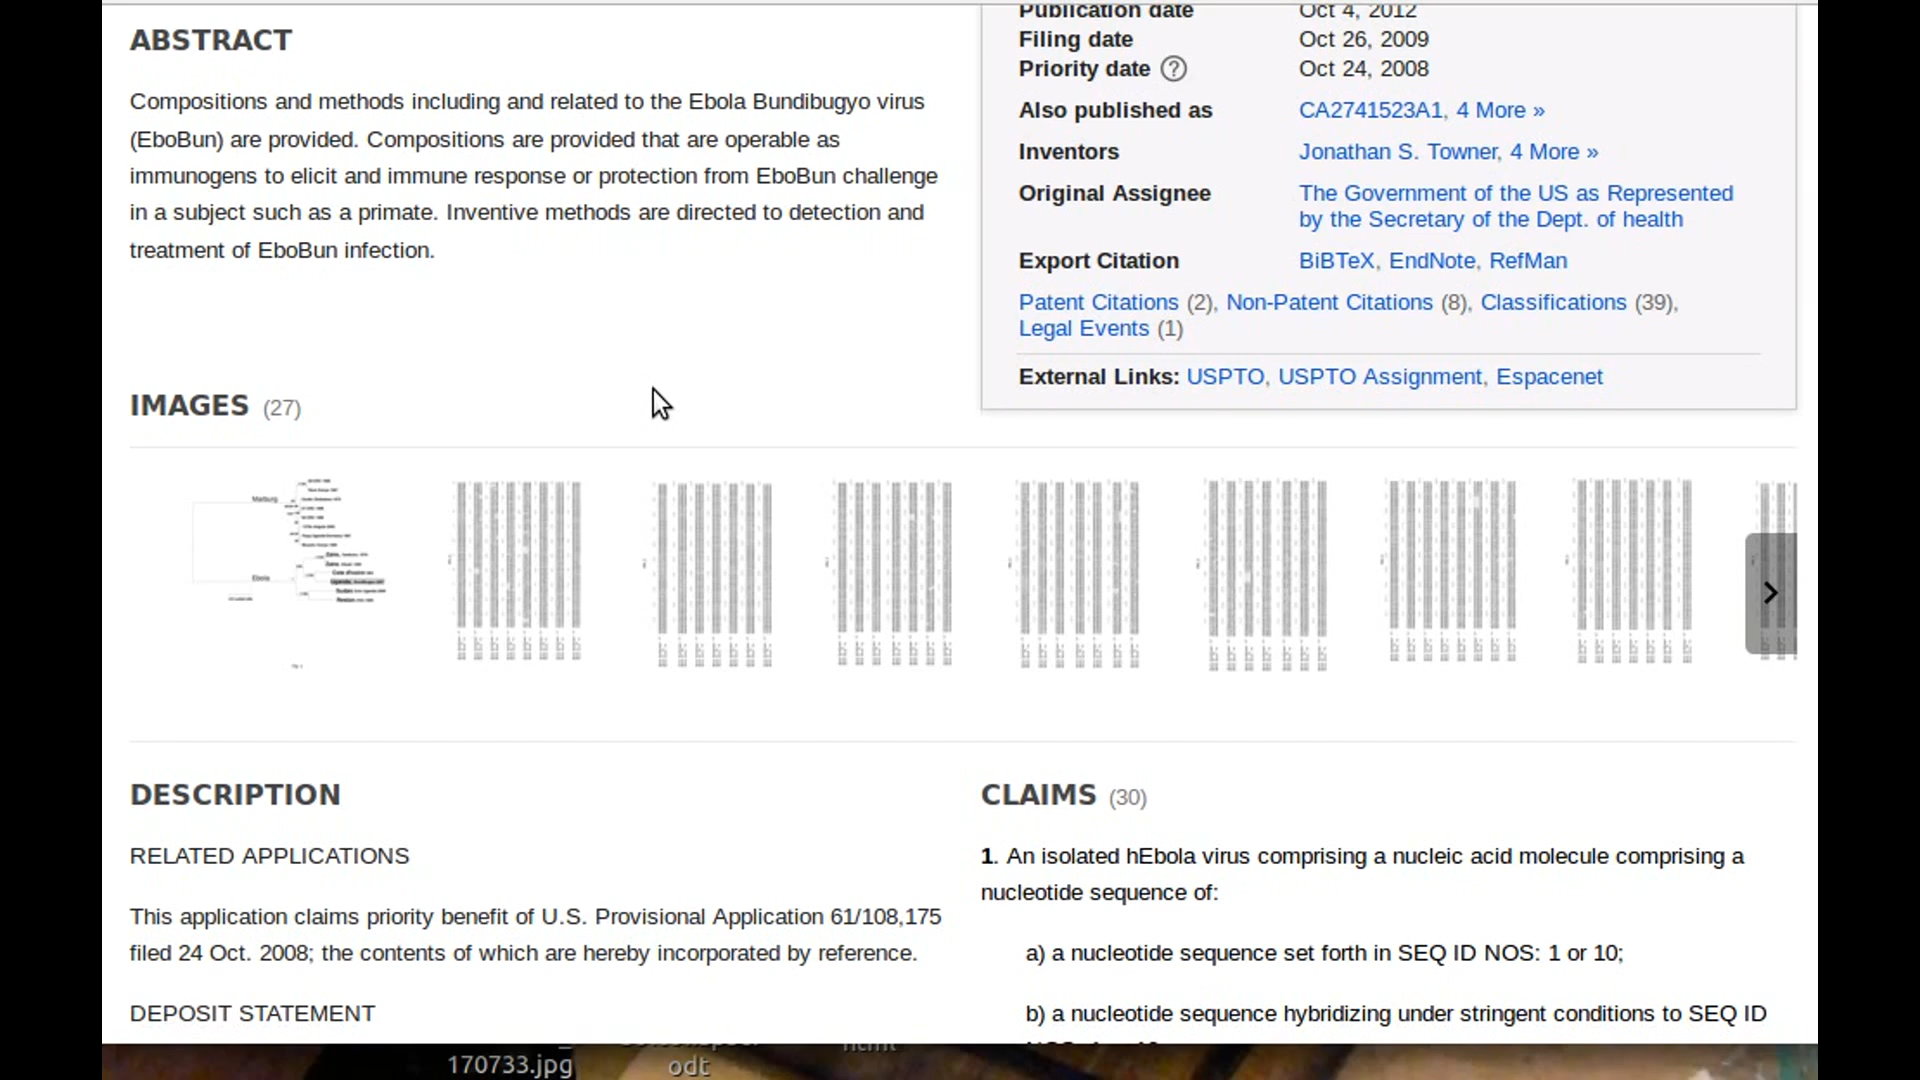 ABSTRACT
Compositions and methods including and related to the Ebola Bundibugyo virus
(EboBun) are provided. Compositions are provided that are operable as
immunogens to elicit and immune response or protection from EboBun challenge
in a subject such as a primate. Inventive methods are directed to detection and
treatment of EboBun infection.
Publication date Oct 4, 2012
Filing date Oct 26, 2009
Priority date ? Oct 24, 2008
Also published as CA2741523A1, 4 More »
Inventors Jonathan S. Towner, 4 More »
Original Assignee The Government of the US as Represented
by the Secretary of the Dept. of health
Export Citation BiBTeX, EndNote, RefMan
Patent Citations (2), Non-Patent Citations (8), Classifications (39),
Legal Events (1)
External Links: USPTO, USPTO Assignment, Espacenet
IMAGES (27)
Marburg
Ebola
DESCRIPTION
RELATED APPLICATIONS
This application claims priority benefit of U.S. Provisional Application 61/108,175
filed 24 Oct. 2008; the contents of which are hereby incorporated by reference.
DEPOSIT STATEMENT
CLAIMS (30)
1. An isolated hEbola virus comprising a nucleic acid molecule comprising a
nucleotide sequence of:
a) a nucleotide sequence set forth in SEQ ID NOS: 1 or 10;
b) a nucleotide sequence hybridizing under stringent conditions to SEQ ID
170733.jpg
odt
html